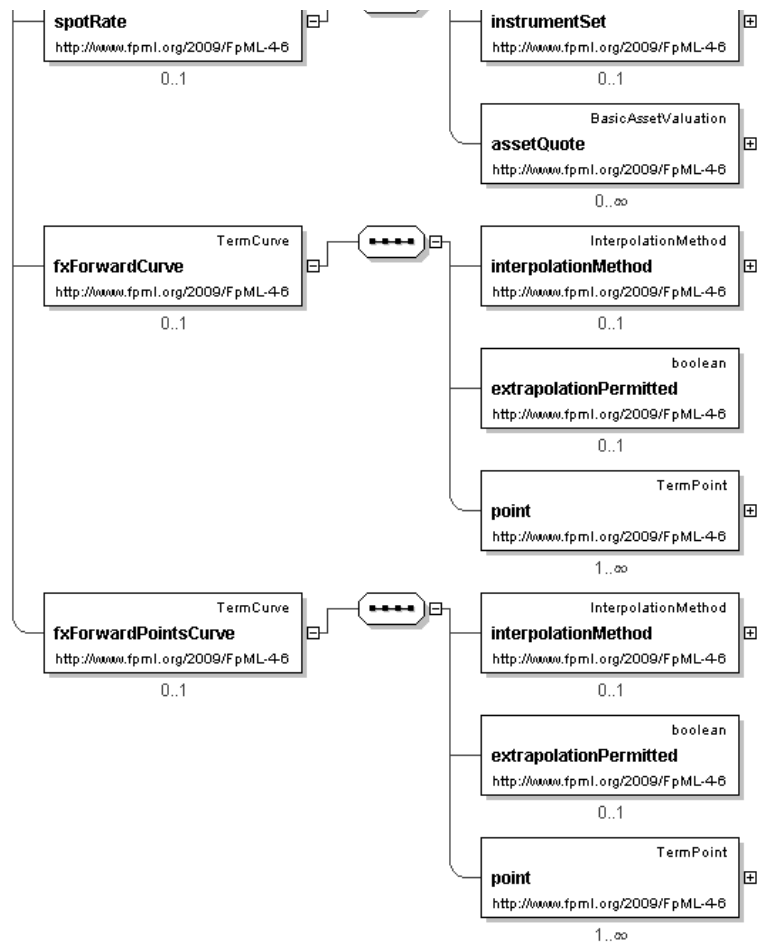 spotRate
http://www.fpml.org/2009/FpML-4-6
0..1
instrumentSet
http://www.fpml.org/2009/FpML-4-6
0..1
BasicAssetValuation
assetQuote
http://www.fpml.org/2009/FpML-4-6
0..∞
TermCurve
fxForwardCurve
http://www.fpml.org/2009/FpML-4-6
0..1
InterpolationMethod
interpolationMethod
http://www.fpml.org/2009/FpML-4-6
0..1
boolean
extrapolationPermitted
http://www.fpml.org/2009/FpML-4-6
0..1
TermPoint
point
http://www.fpml.org/2009/FpML-4-6
1..∞
TermCurve
fxForwardPointsCurve
http://www.fpml.org/2009/FpML-4-6
0..1
InterpolationMethod
interpolationMethod
http://www.fpml.org/2009/FpML-4-6
0..1
boolean
extrapolationPermitted
http://www.fpml.org/2009/FpML-4-6
0..1
TermPoint
point
http://www.fpml.org/2009/FpML-4-6
1..∞